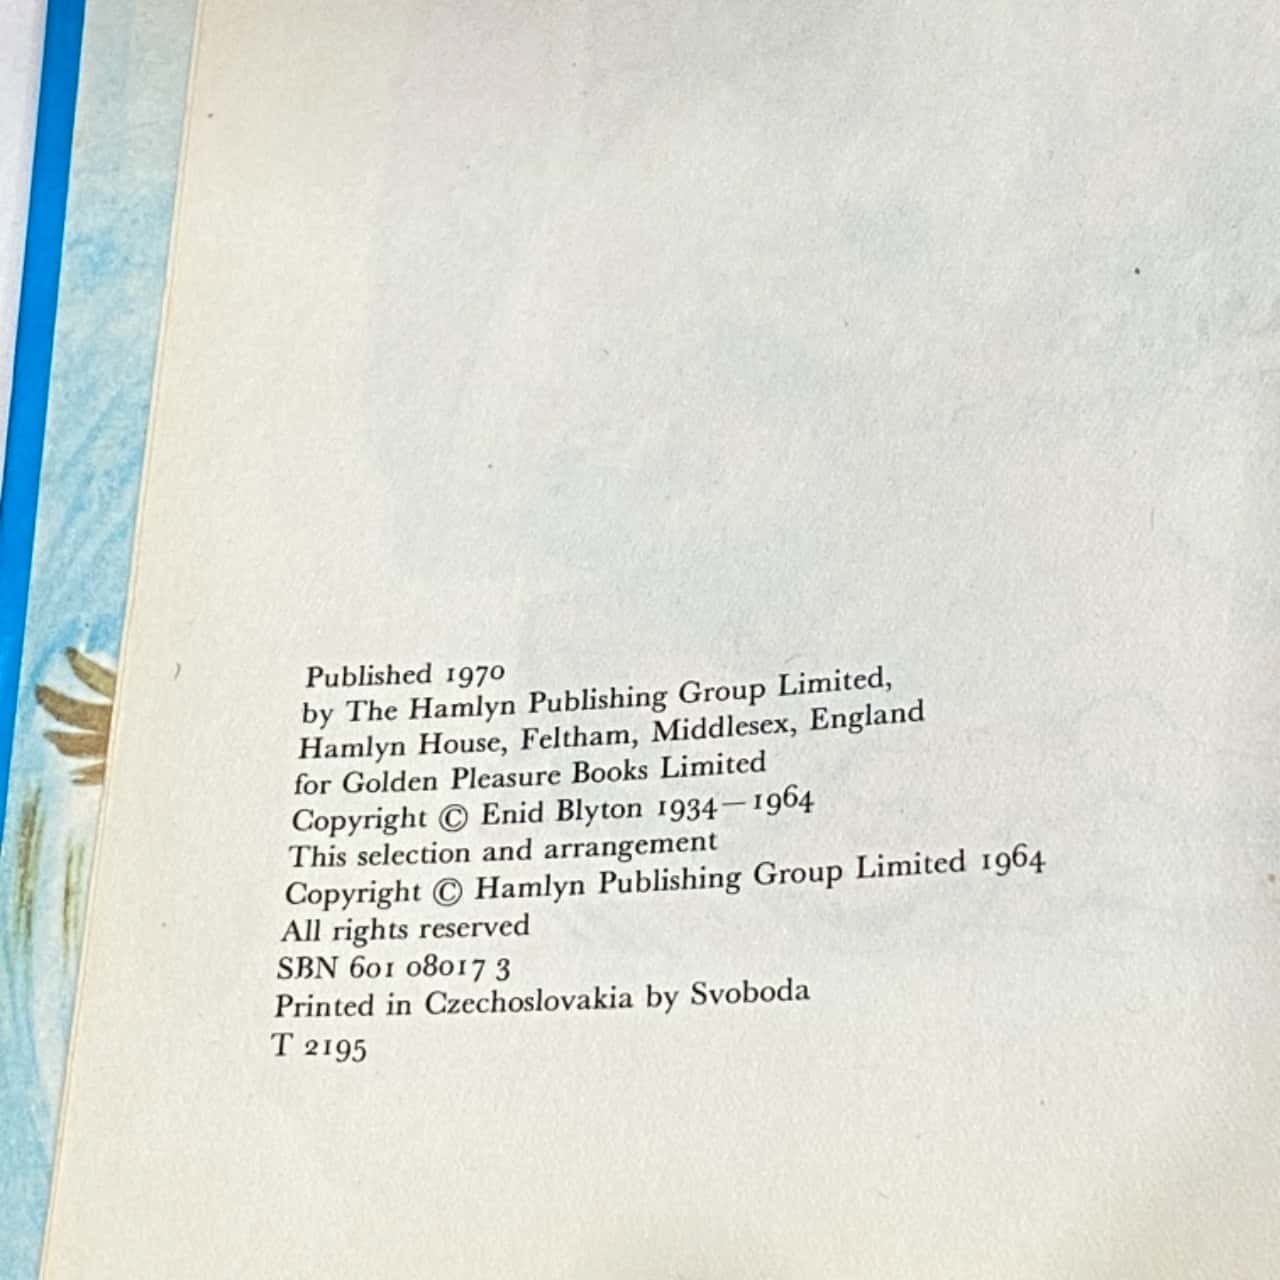 Published 1970
by The Hamlyn Publishing Group Limited,
Hamlyn House, Feltham, Middlesex, England
for Golden Pleasure Books Limited
Copyright © Enid Blyton 1934—1964
This selection and arrangement
Copyright © Hamlyn Publishing Group Limited 1964
All rights reserved
SBN 601 08017 3
Printed in Czechoslovakia by Svoboda
T 2195